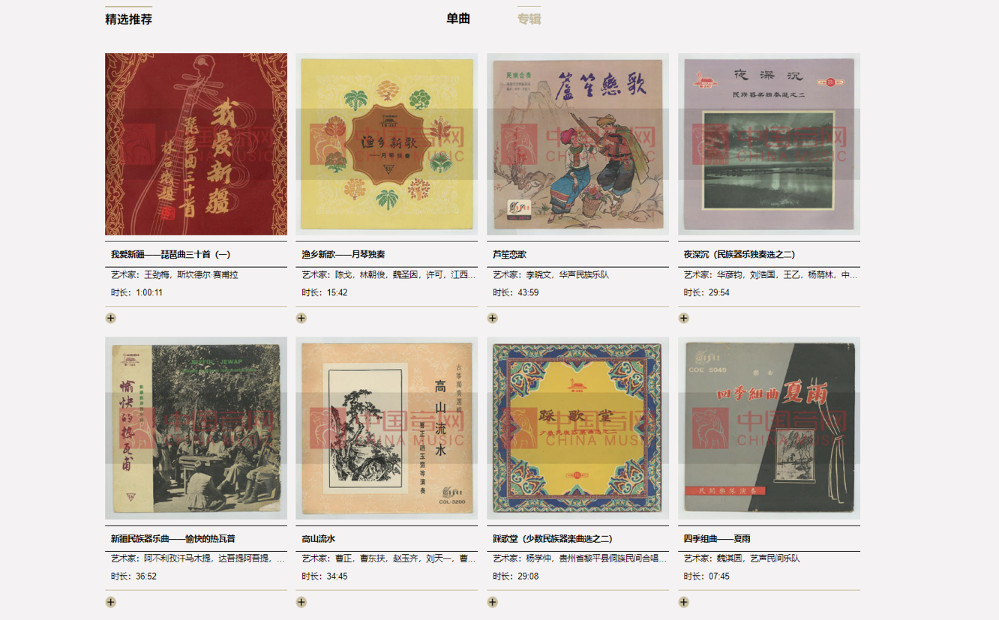 精选推荐
单曲
专辑
我爱新疆
琵琶曲三十首
中国音网
CHINA MUSIC
渔乡新歌
——月琴独奏
中国音网
CHINA MUSIC
民樂合奏
蘆笙戀歌
中国音网
CHINA MUSIC
夜深沉
民族器乐独奏选之二
中国音网
CHINA MUSIC
我爱新疆——琵琶曲三十首（一）
艺术家：王劲梅，斯坎德尔·赛甫拉
时长：1:00:11
渔乡新歌——月琴独奏
艺术家：陈戈，林朝俊，魏圣因，许可，江西...
时长：15:42
芦笙恋歌
艺术家：李晓文，华声民族乐队
时长：43:59
夜深沉（民族器乐独奏选之二）
艺术家：华彦钧，刘浩国，王乙，杨荫林，中...
时长：29:54
JOYFUL JEWAP
愉快的热瓦甫
中国音网
CHINA MUSIC
古箏獨奏選輯
高山流水
曹正、趙玉齋等演奏
COL-3200
中国音网
CHINA MUSIC
踩歌堂
少数民族器楽曲选之二
中国音网
CHINA MUSIC
COE 5049
四季組曲 夏雨
民間樂隊演奏
中国音网
CHINA MUSIC
新疆民族器乐曲——愉快的热瓦普
艺术家：阿不利孜汗马木提，达吾提阿吾提，...
时长：36:52
高山流水
艺术家：曹正，曹东扶，赵玉齐，刘天一，曹...
时长：34:45
踩歌堂（少数民族器楽曲选之二）
艺术家：杨学仲，贵州省黎平县侗族民间合唱...
时长：29:08
四季组曲——夏雨
艺术家：魏淇圆，艺声民间乐队
时长：07:45